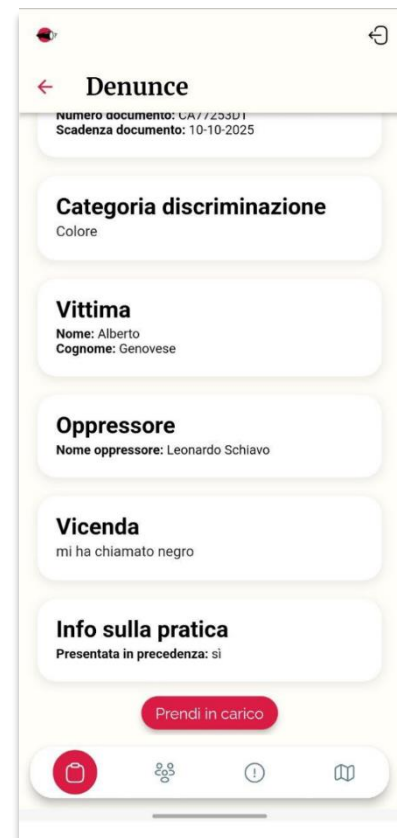 Denunce
Numero documento: CA77253DT
Scadenza documento: 10-10-2025
Categoria discriminazione
Colore
Vittima
Nome: Alberto
Cognome: Genovese
Oppressore
Nome oppressore: Leonardo Schiavo
Vicenda
mi ha chiamato negro
Info sulla pratica
Presentata in precedenza: sì
Prendi in carico